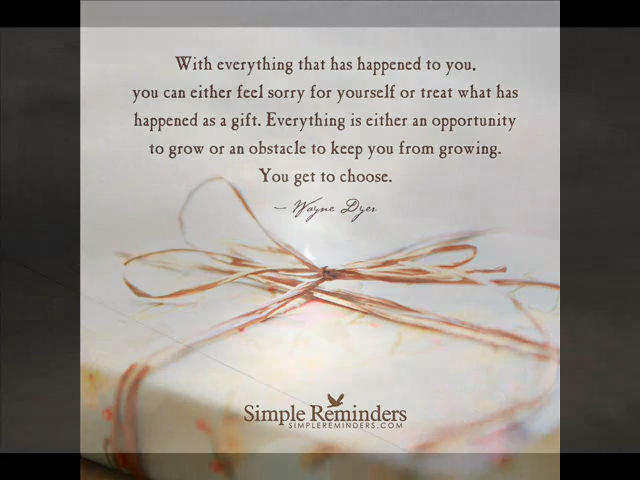 With everything that has happened to you,
you can either feel sorry for yourself or treat what has
happened as a gift. Everything is either an opportunity
to grow or an obstacle to keep you from growing.
You get to choose.
— Wayne Dyer
Simple Reminders
SIMPLEREMINDERS.COM